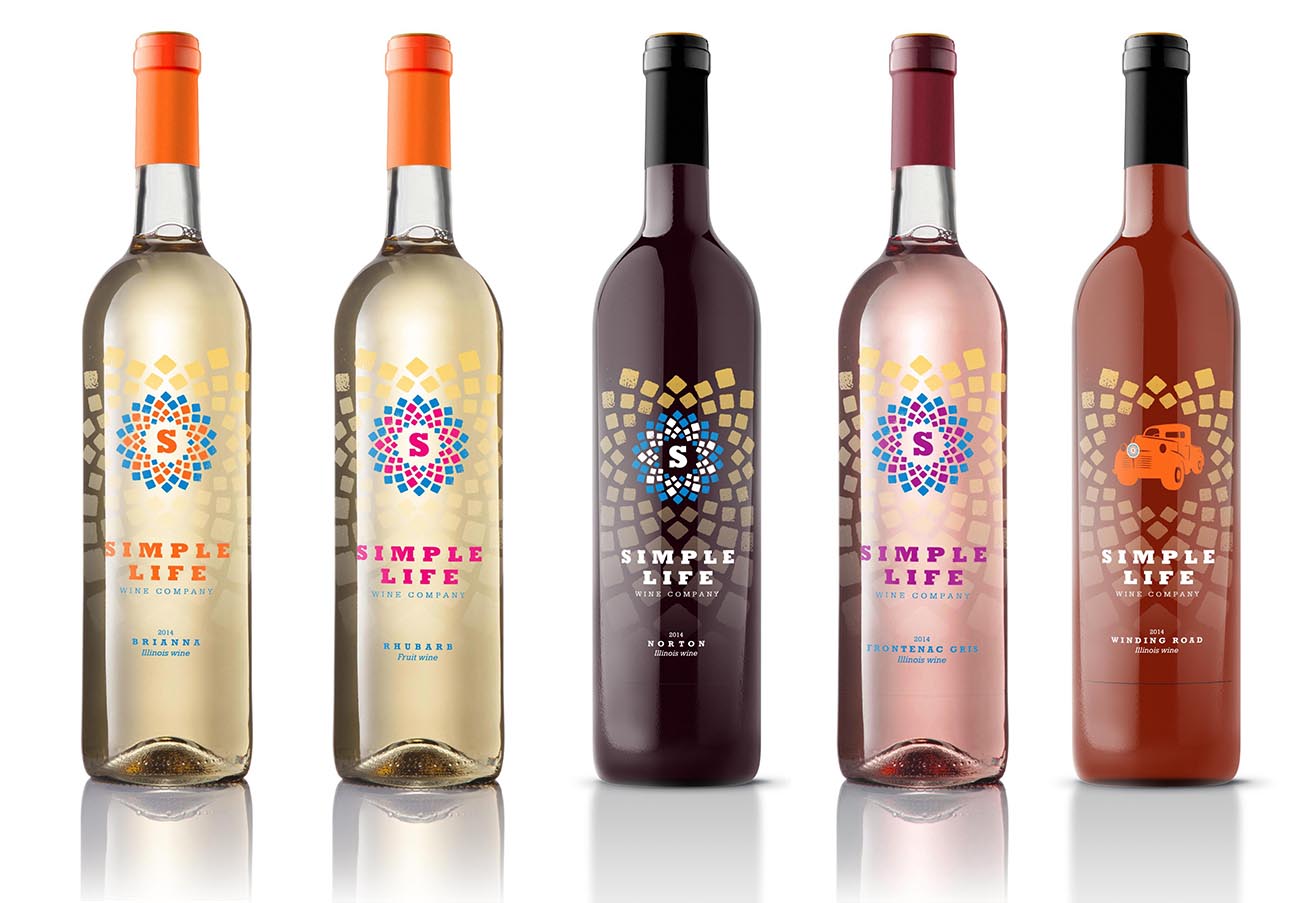 S
SIMPLE
LIFE
WINE COMPANY
2014
BRIANNA
Illinois wine
S
SIMPLE
LIFE
WINE COMPANY
RHUBARB
Fruit wine
S
SIMPLE
LIFE
WINE COMPANY
2014
NORTON
Illinois wine
S
SIMPLE
LIFE
WINE COMPANY
2014
FRONTENAC GRIS
Illinois wine
SIMPLE
LIFE
WINE COMPANY
2014
WINDING ROAD
Illinois wine